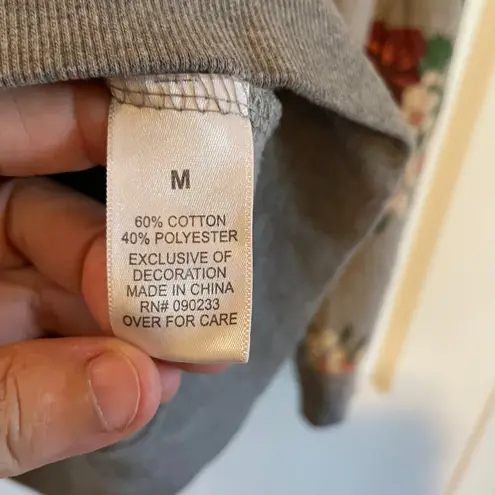 M
60% COTTON
40% POLYESTER
EXCLUSIVE OF
DECORATION
MADE IN CHINA
RN# 090233
OVER FOR CARE